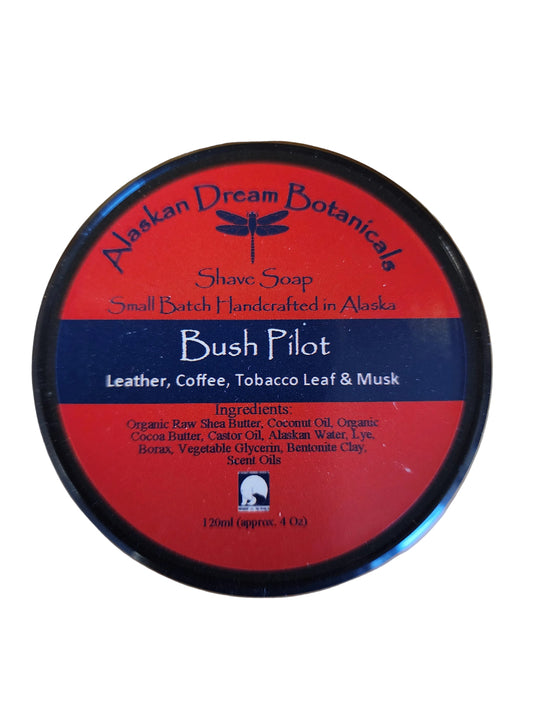 Alaskan Dream Botanicals
Shave Soap
Small Batch Handcrafted in Alaska
Bush Pilot
Leather, Coffee, Tobacco Leaf & Musk
Ingredients:
Organic Raw Shea Butter, Coconut Oil, Organic
Cocoa Butter, Castor Oil, Alaskan Water, Lye,
Borax, Vegetable Glycerin, Bentonite Clay,
Scent Oils
120ml (approx. 4 Oz)